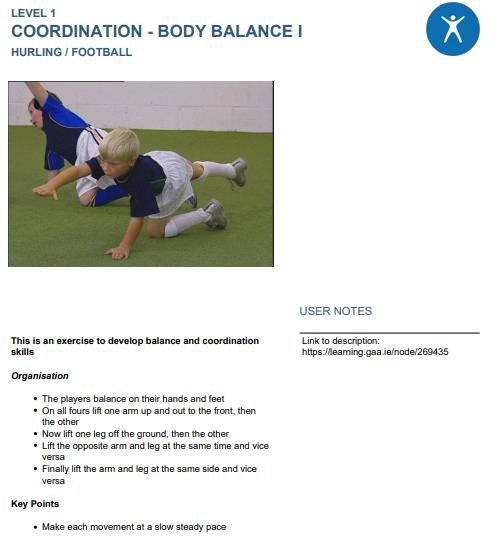 LEVEL 1
COORDINATION - BODY BALANCE I
HURLING / FOOTBALL
USER NOTES
Link to description:
https://learning.gaa.ie/node/269435
This is an exercise to develop balance and coordination
skills
Organisation
• The players balance on their hands and feet
• On all fours lift one arm up and out to the front, then
the other
• Now lift one leg off the ground, then the other
• Lift the opposite arm and leg at the same time and vice
versa
• Finally lift the arm and leg at the same side and vice
versa
Key Points
• Make each movement at a slow steady pace